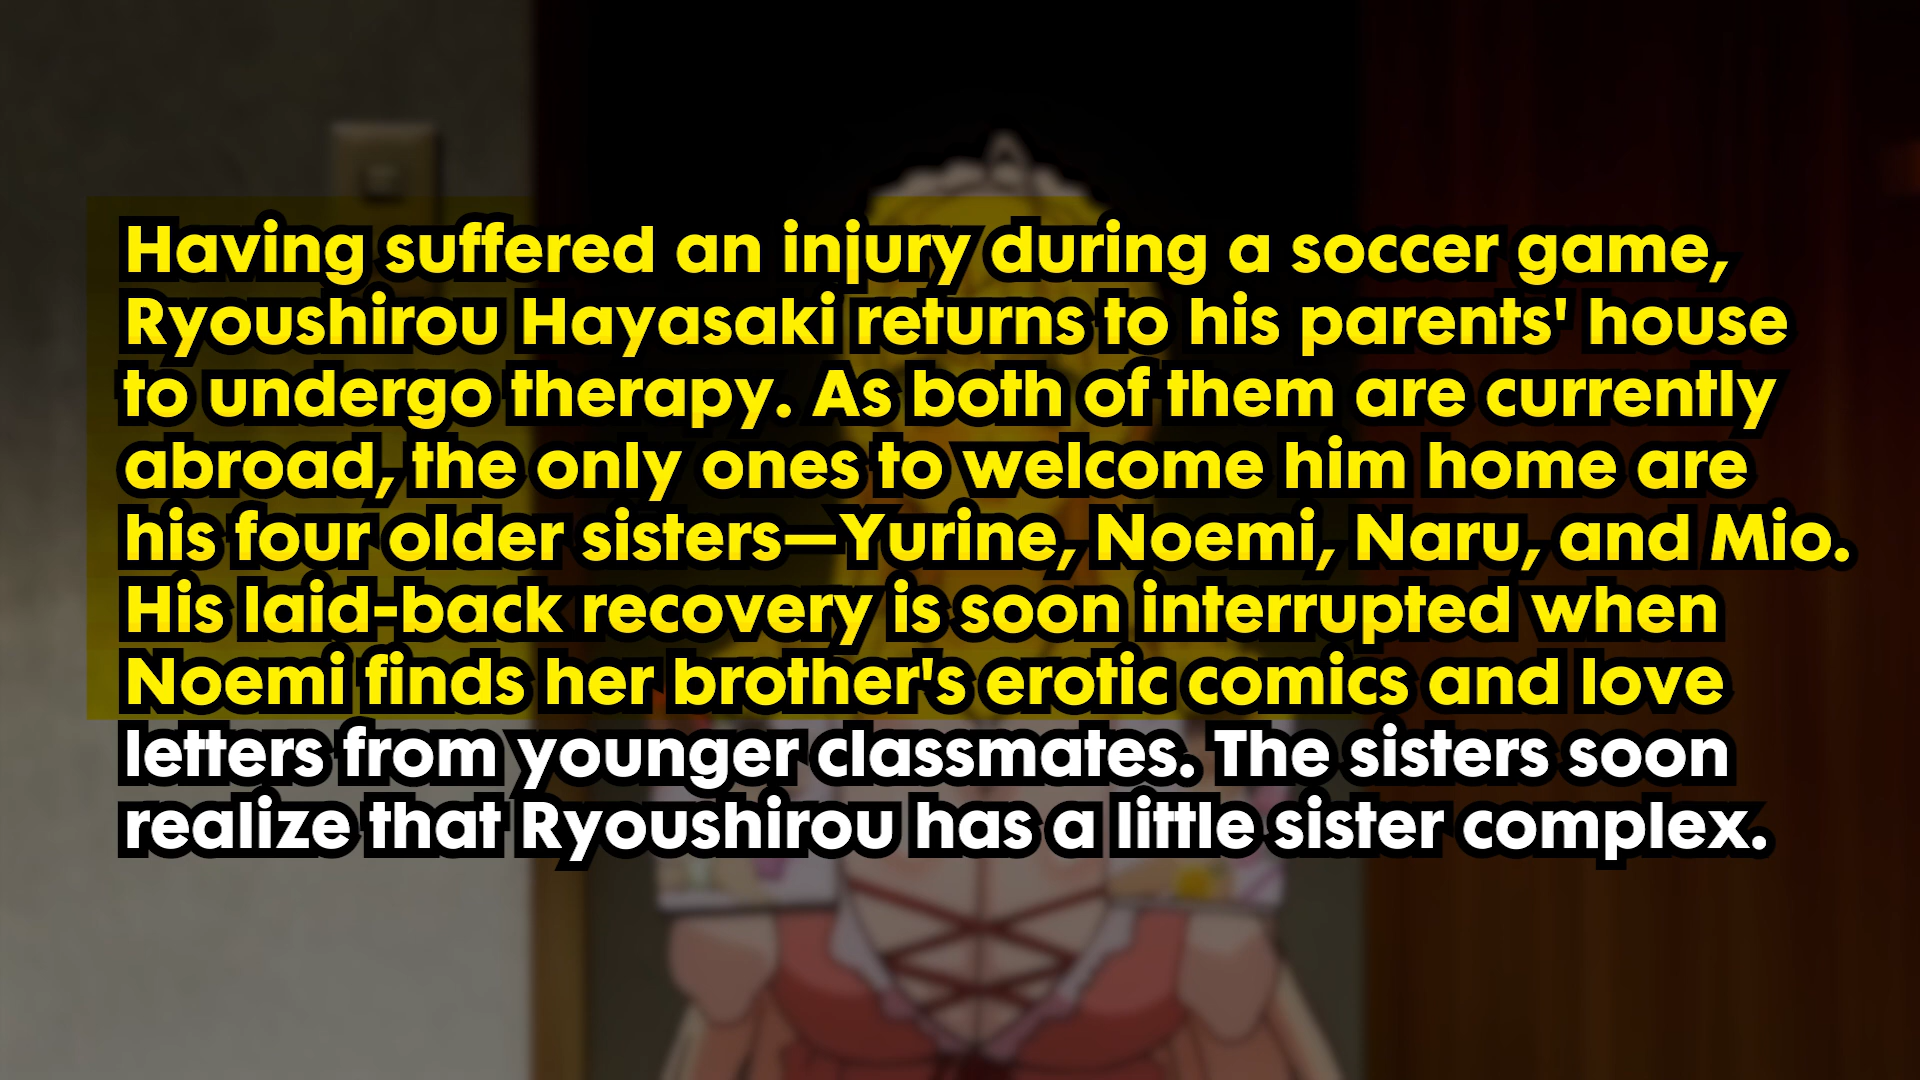 Having suffered an injury during a soccer game,
Ryoushirou Hayasaki returns to his parents' house
to undergo therapy. As both of them are currently
abroad, the only ones to welcome him home are
his four older sisters—Yurine, Noemi, Naru, and Mio.
His laid-back recovery is soon interrupted when
Noemi finds her brother's erotic comics and love
letters from younger classmates. The sisters soon
realize that Ryoushirou has a little sister complex.